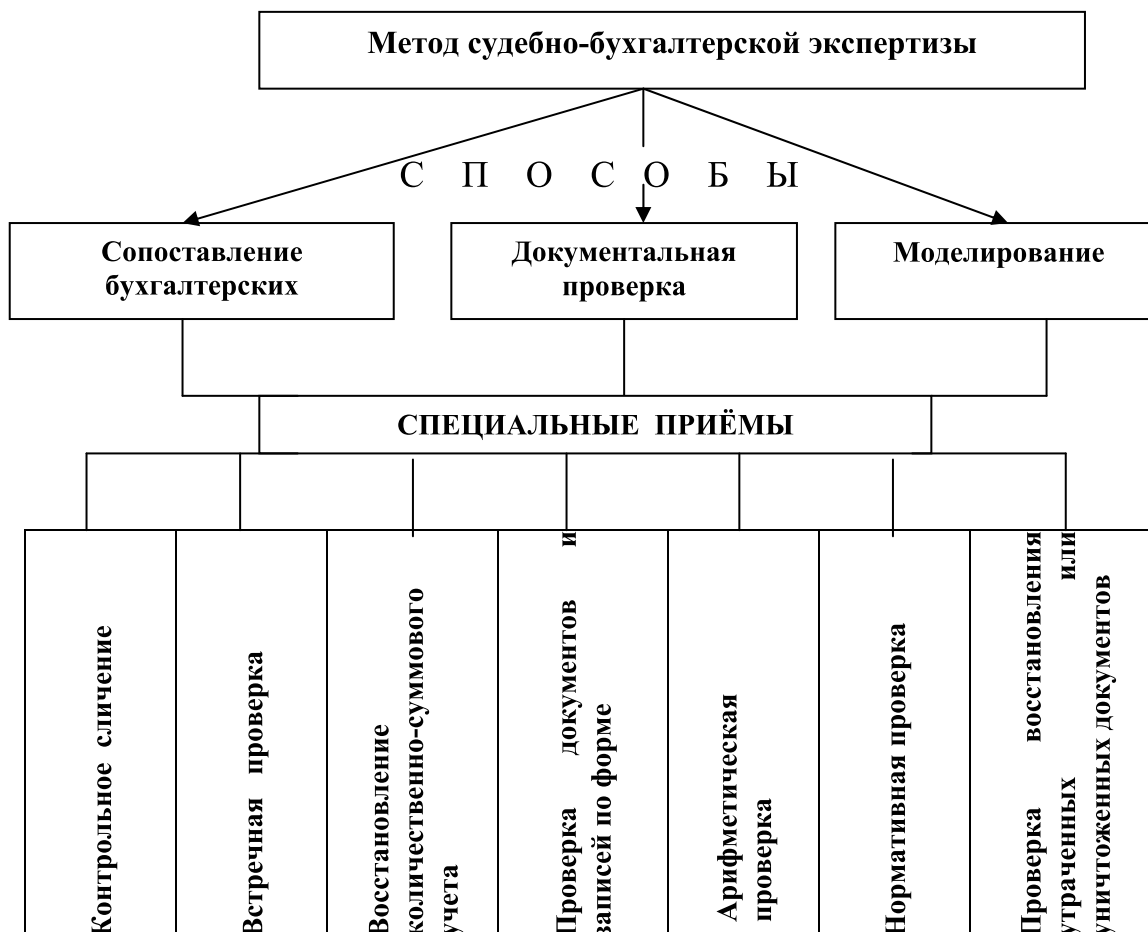 Метод судебно-бухгалтерской экспертизы
С П О С О Б Ы
Сопоставление
бухгалтерских
Документальная
проверка
Моделирование
СПЕЦИАЛЬНЫЕ ПРИЁМЫ
Контрольное сличение
Встречная проверка
Восстановление
количественно-суммового
учета
Проверка документов и
записей по форме
Арифметическая
проверка
Нормативная проверка
Проверка восстановления
утраченных или
уничтоженных документов